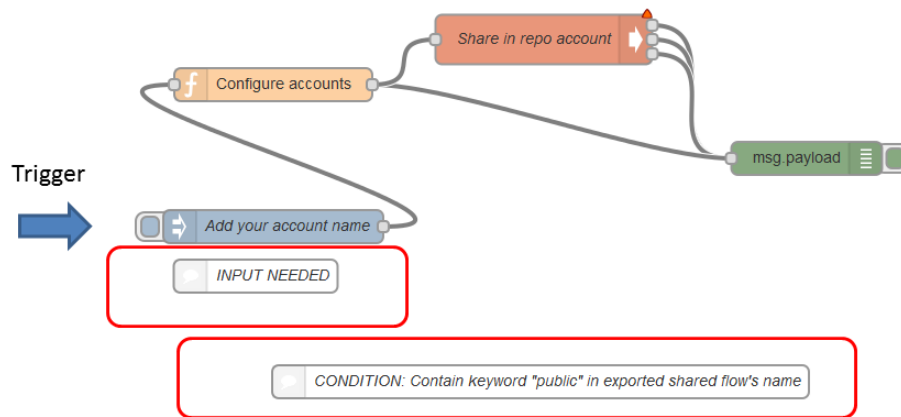 Share in repo account
Configure accounts
msg.payload
Trigger
Add your account name
INPUT NEEDED
CONDITION: Contain keyword "public" in exported shared flow's name